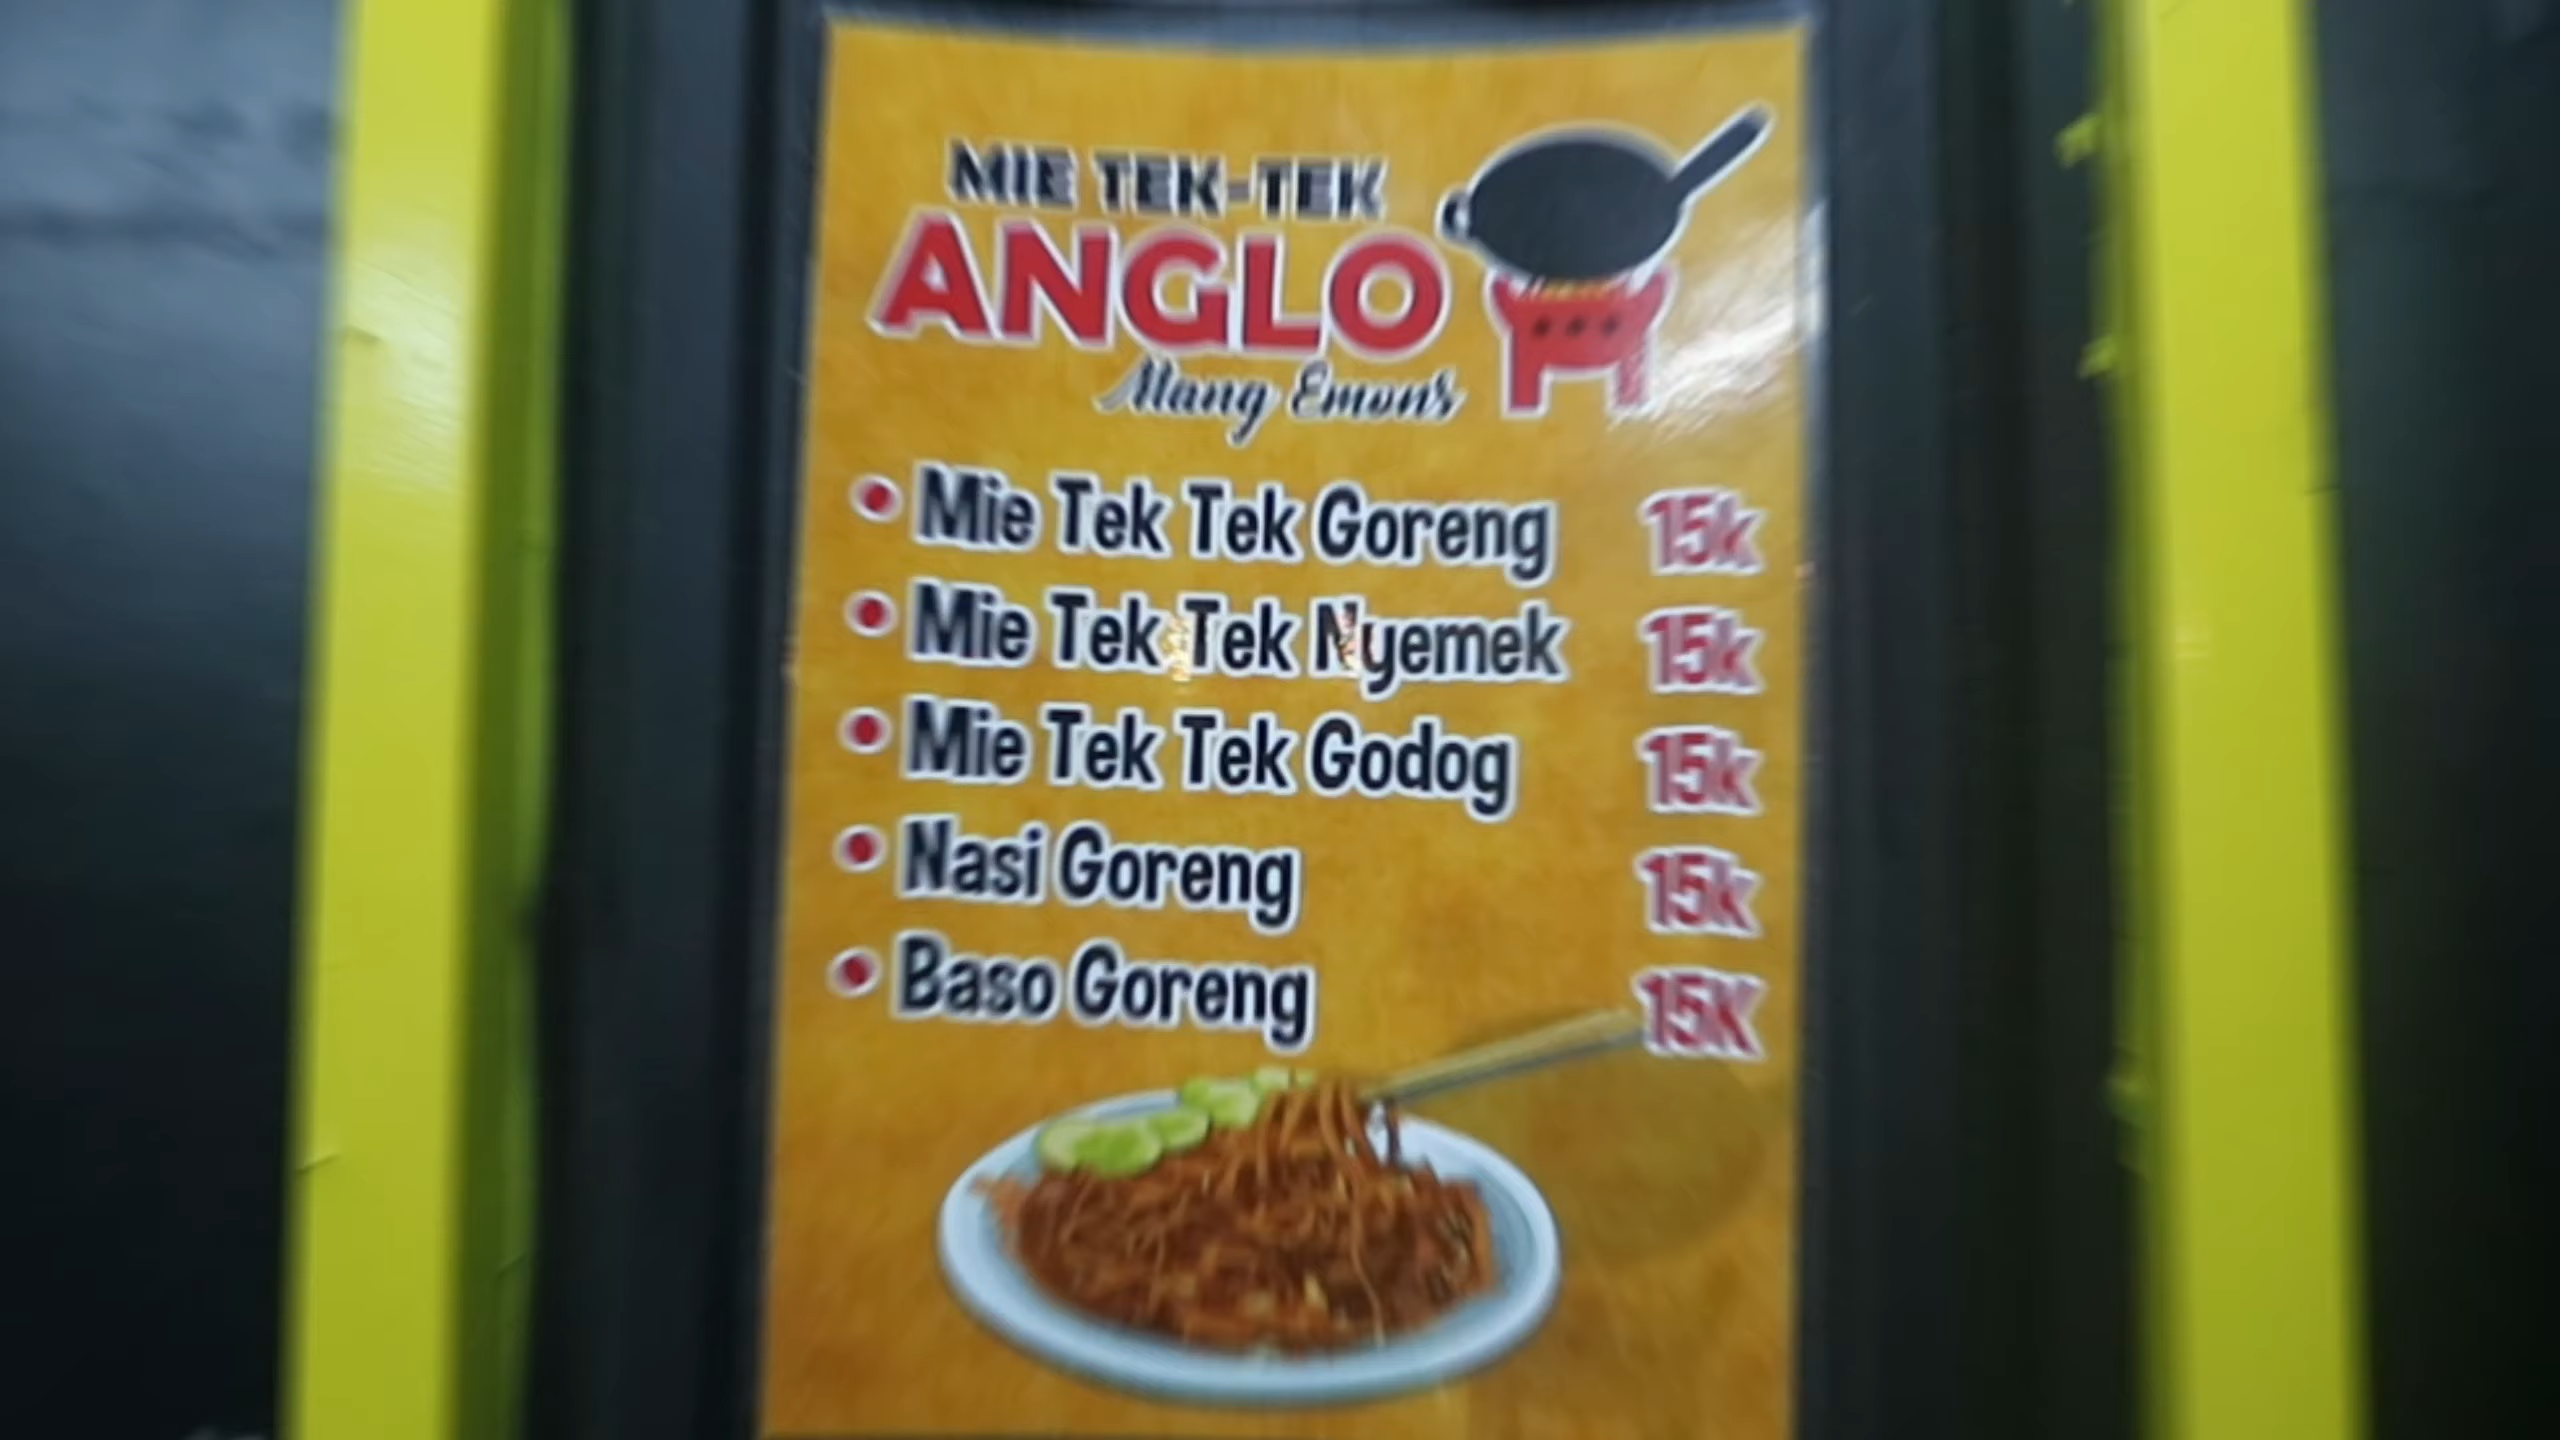 MIE TEK-TEK
ANGLO
Mang Emon's
• Mie Tek Tek Goreng 15k
• Mie Tek Tek Nyemek 15k
• Mie Tek Tek Godog 15k
• Nasi Goreng 15k
• Baso Goreng 15K